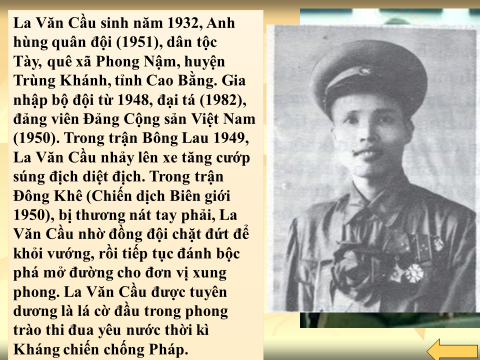 La Văn Cầu sinh năm 1932, Anh
hùng quân đội (1951), dân tộc
Tày, quê xã Phong Nậm, huyện
Trùng Khánh, tỉnh Cao Bằng. Gia
nhập bộ đội từ 1948, đại tá (1982),
đảng viên Đảng Cộng sản Việt Nam
(1950). Trong trận Bông Lau 1949,
La Văn Cầu nhảy lên xe tăng cướp
súng địch diệt địch. Trong trận
Đông Khê (Chiến dịch Biên giới
1950), bị thương nát tay phải, La
Văn Cầu nhờ đồng đội chặt đứt để
khỏi vướng, rồi tiếp tục đánh bộc
phá mở đường cho đơn vị xung
phong. La Văn Cầu được tuyên
dương là lá cờ đầu trong phong
trào thi đua yêu nước thời kì
Kháng chiến chống Pháp.